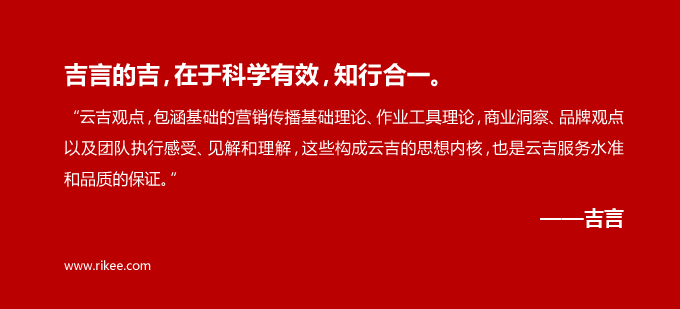 吉言的吉，在于科学有效，知行合一。
“云吉观点，包涵基础的营销传播基础理论、作业工具理论，商业洞察、品牌观点
以及团队执行感受、见解和理解，这些构成云吉的思想内核，也是云吉服务水准
和品质的保证。”
——吉言
www.rikee.com